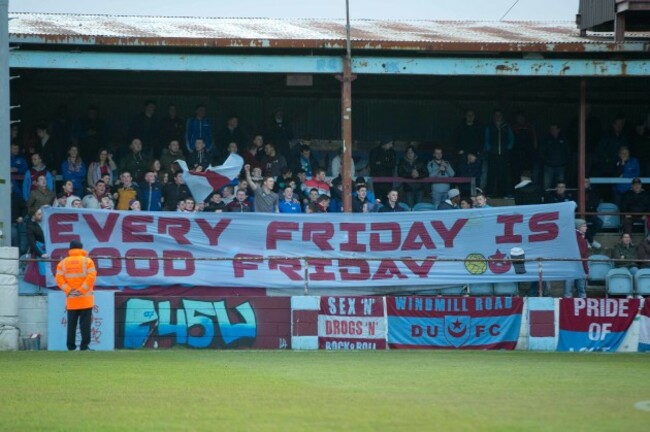 EVERY FRIDAY IS
GOOD FRIDAY
SEX 'N'
DRUGS 'N'
ROCK & ROLL
WINDMILL ROAD
DU FC
PRIDE
OF